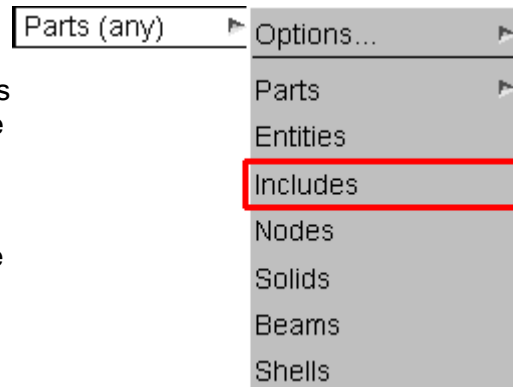 Parts (any)
Options...
s
Parts
e
Entities
Includes
Nodes
e
Solids
Beams
Shells